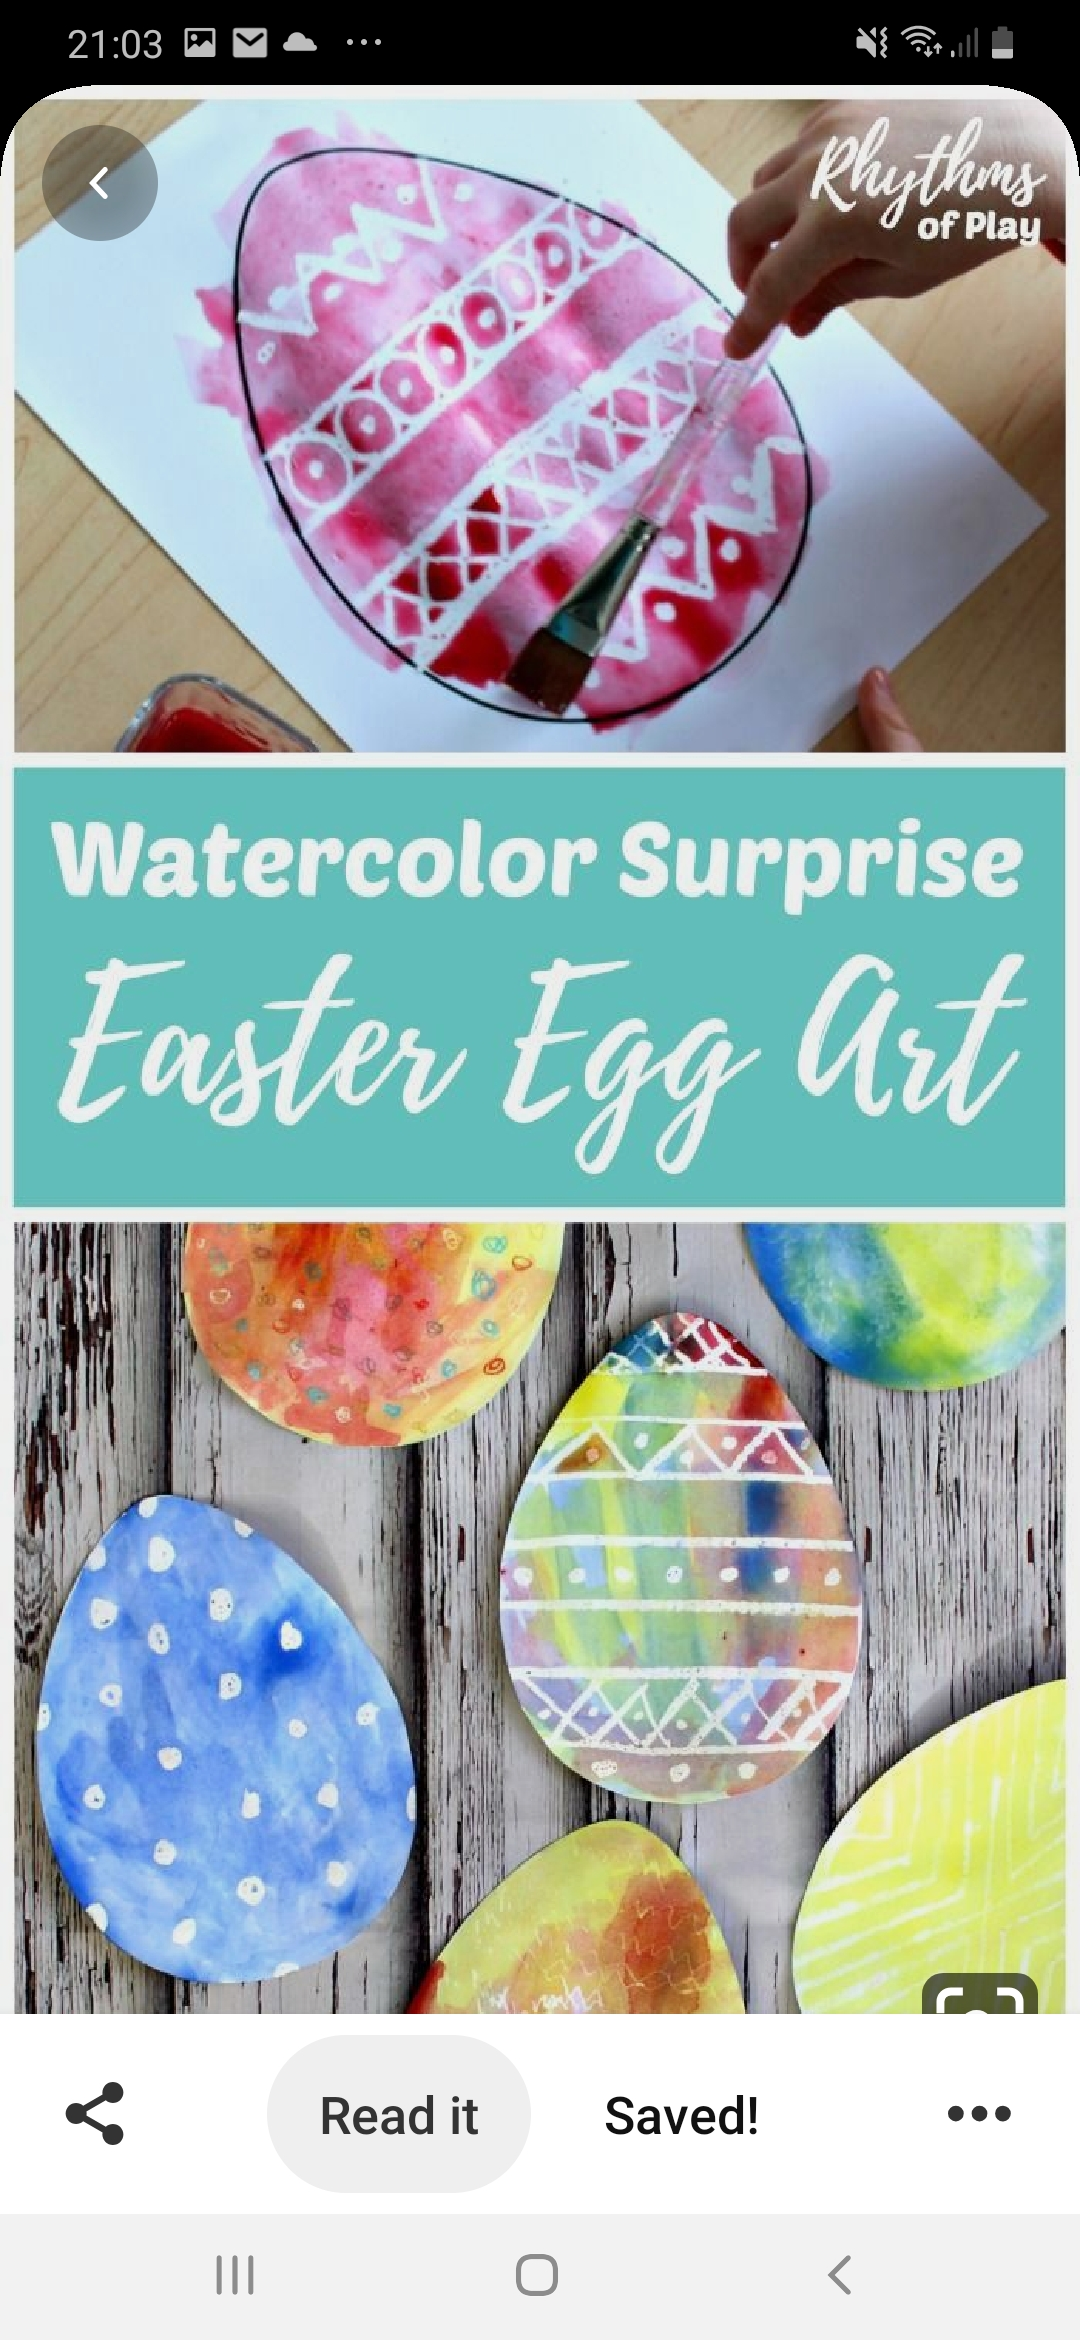 21:03
Rhythms
of Play
Watercolor Surprise
Easter Egg Art
Read it
Saved!